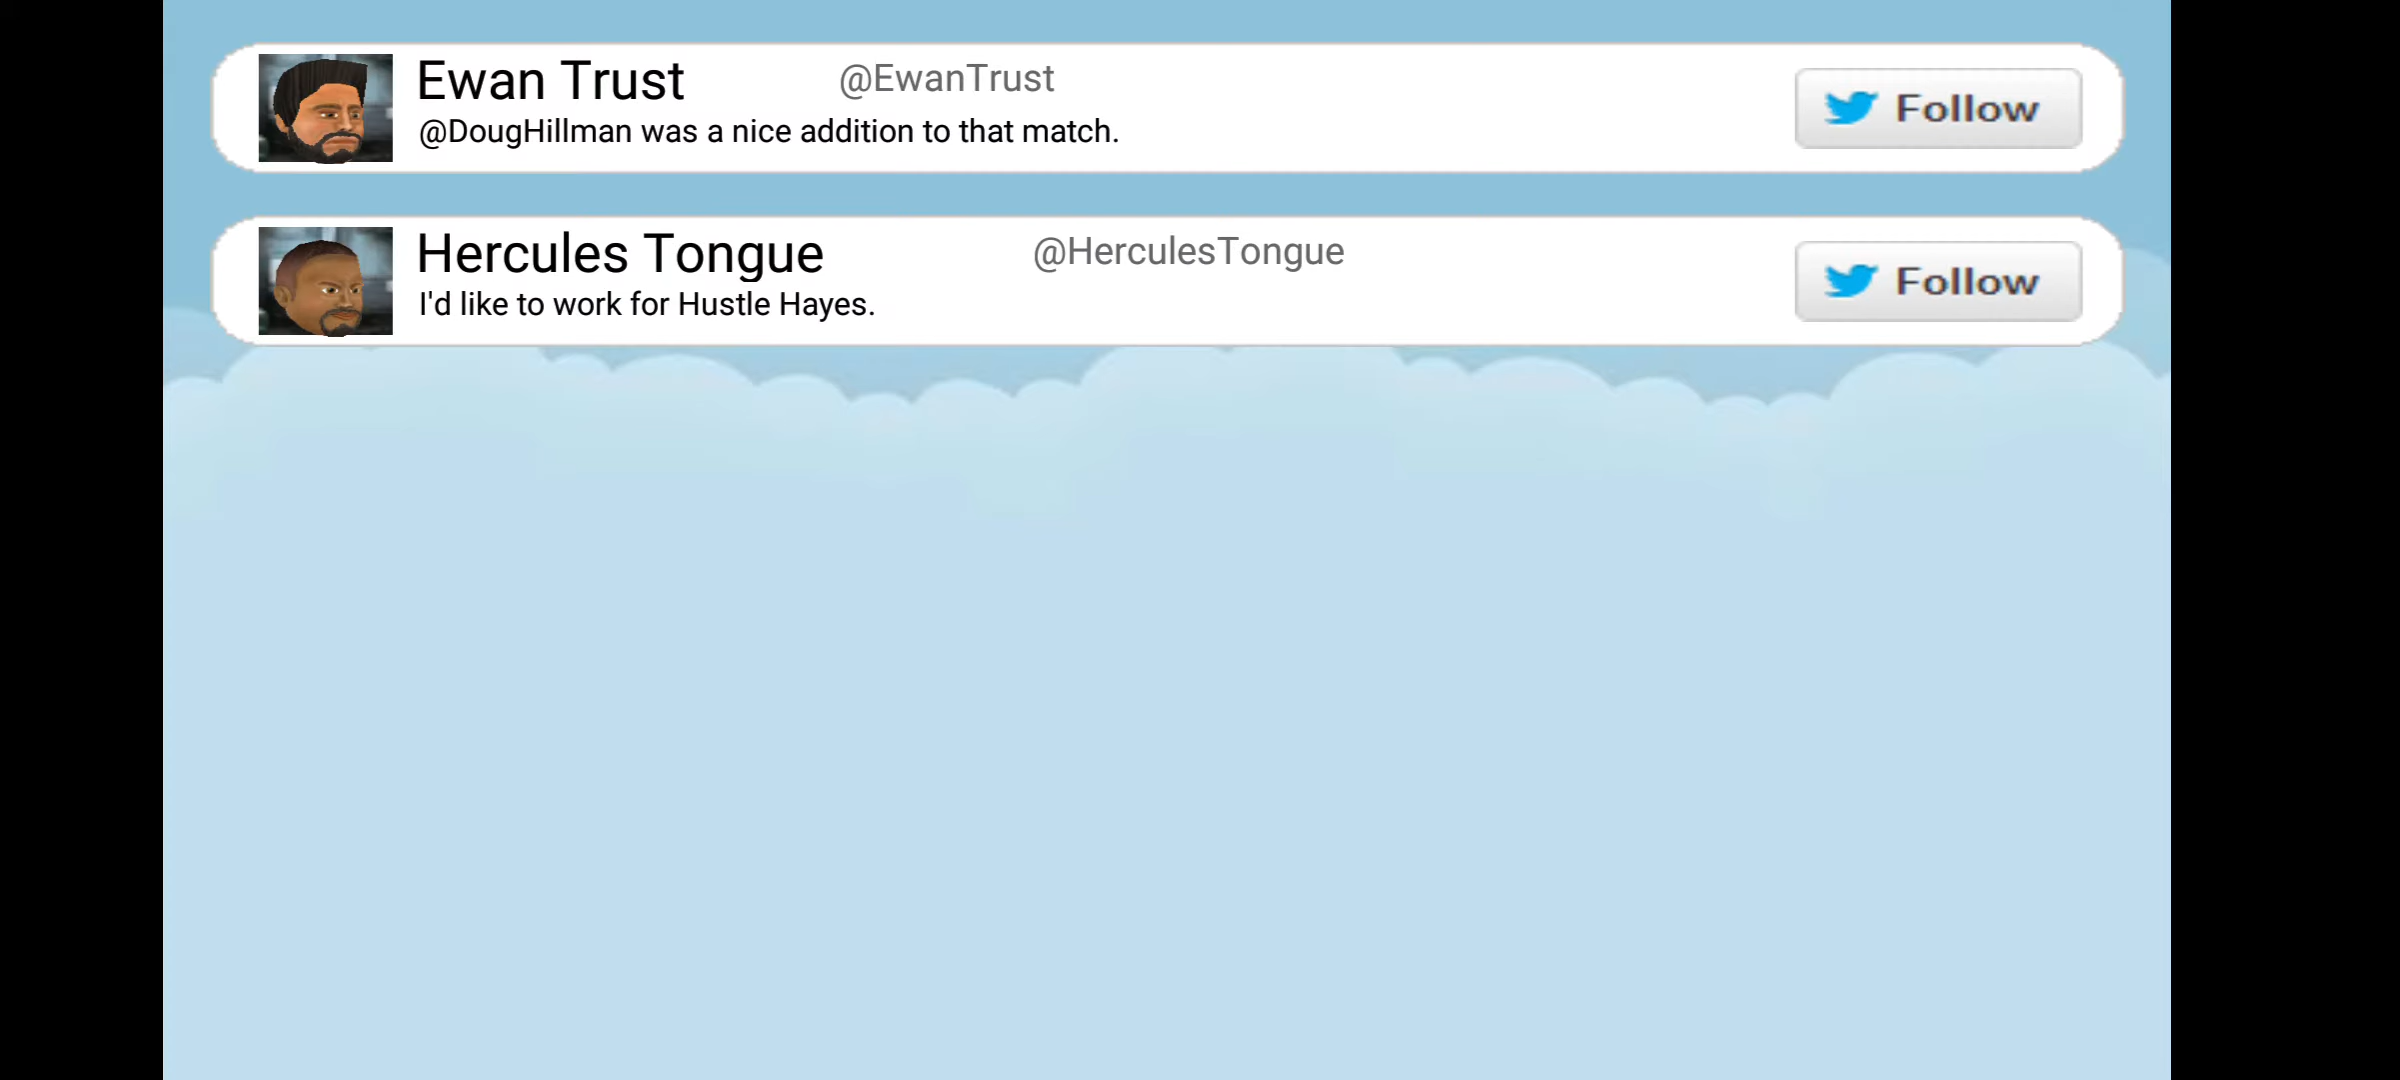 Ewan Trust @EwanTrust
@DougHillman was a nice addition to that match.
Follow
Hercules Tongue @HerculesTongue
I'd like to work for Hustle Hayes.
Follow